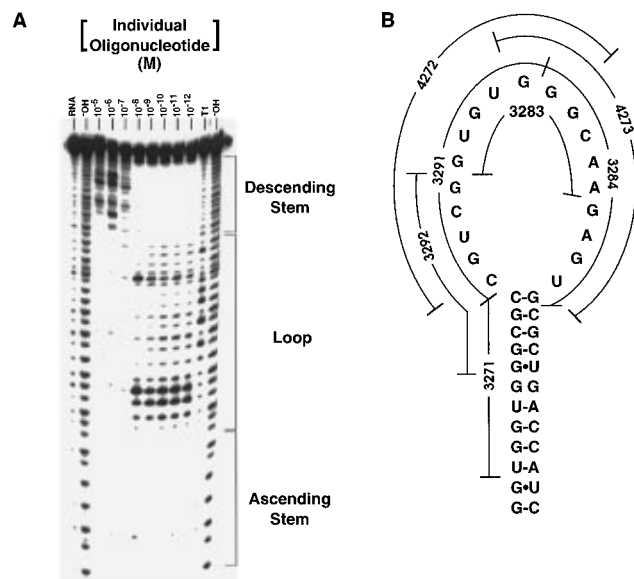 A
Individual
Oligonucleotide
(M)
RNA
-OH
10-5
10-6
10-7
10-8
10-9
10-10
10-11
10-12
T1
-OH
Descending
Stem
Loop
Ascending
Stem
B
4272
4273
3283
3291
3284
3292
3271
C U G U C G G U G U G G G C A A G A G U
C-G
G-C
C-C
G-C
G•U
G-G
U-A
G-C
G-C
U-A
G•U
G-C